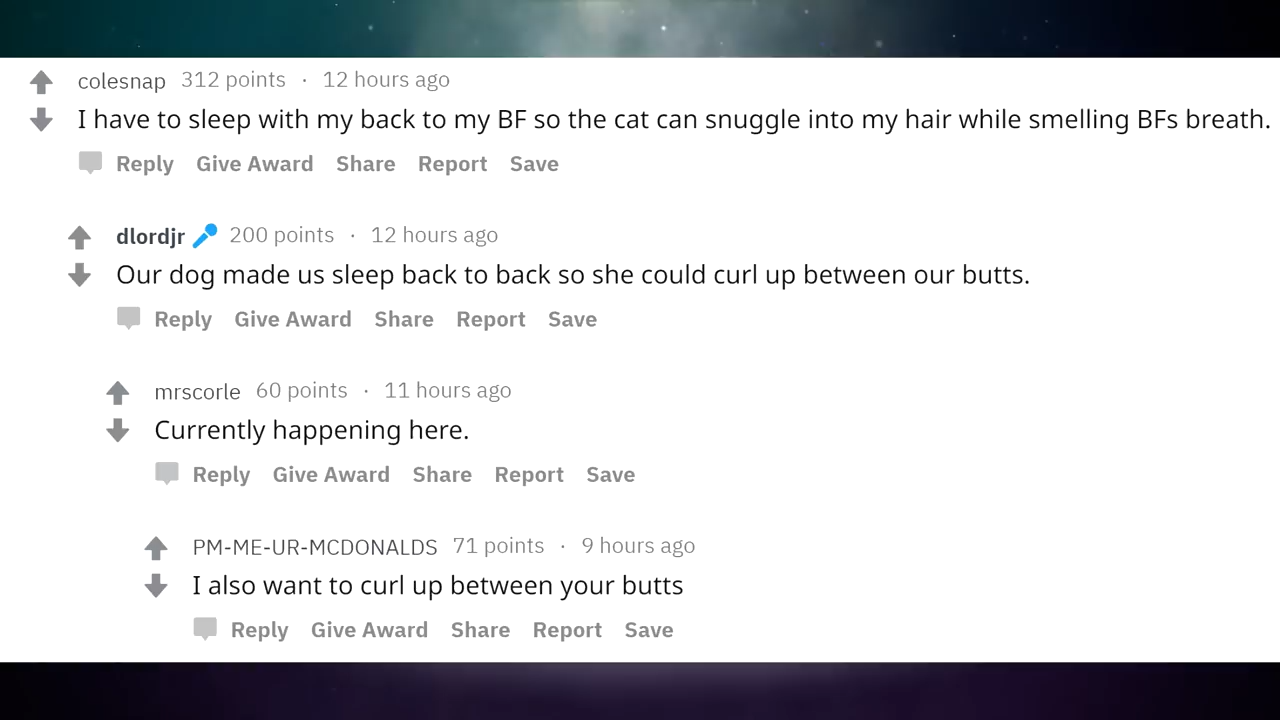 colesnap 312 points · 12 hours ago
I have to sleep with my back to my BF so the cat can snuggle into my hair while smelling BFs breath.
Reply Give Award Share Report Save
dlordjr 200 points · 12 hours ago
Our dog made us sleep back to back so she could curl up between our butts.
Reply Give Award Share Report Save
mrscorle 60 points · 11 hours ago
Currently happening here.
Reply Give Award Share Report Save
PM-ME-UR-MCDONALDS 71 points · 9 hours ago
I also want to curl up between your butts
Reply Give Award Share Report Save